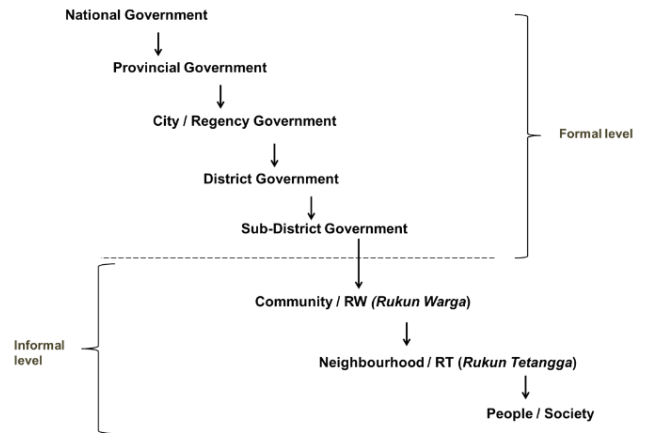 National Government
Provincial Government
City / Regency Government
Formal level
District Government
Sub-District Government
Community / RW (Rukun Warga)
Informal
level
Neighbourhood / RT (Rukun Tetangga)
People / Society